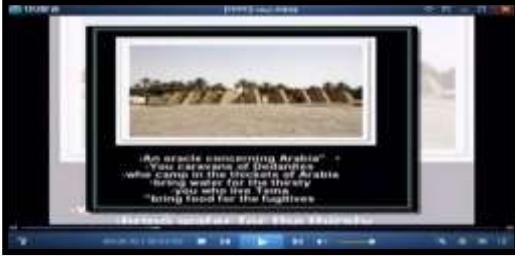 An oracle concerning Arabia"
You caravans of Dedanites
who camp in the thickets of Arabia
bring water for the thirsty
you who live Tema
"bring food for the fugitives
bring water for the thirsty